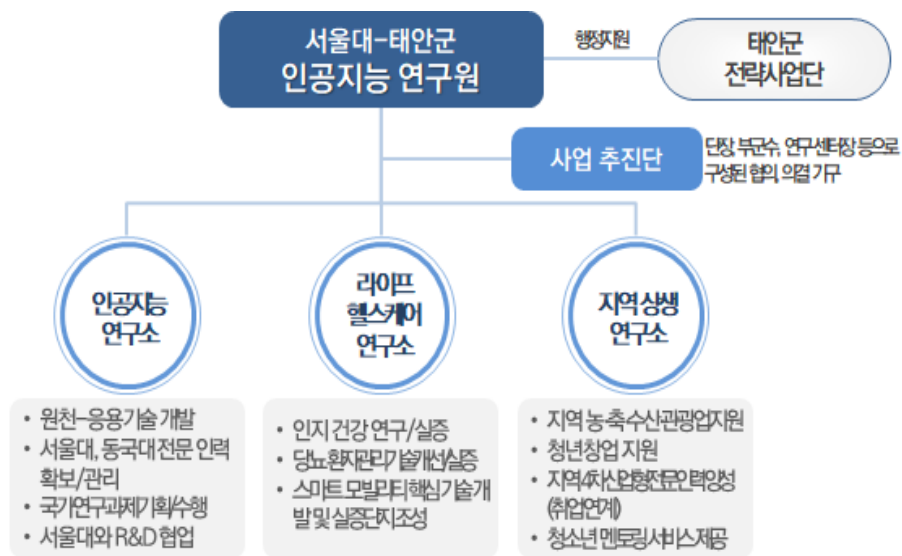 서울대-태안군
인공지능 연구원
행정지원
태안군
전략사업단
사업 추진단
단장, 부군수, 연구센터장 등으로
구성된 협의, 의결 기구
인공지능
연구소
라이프
헬스케어
연구소
지역 상생
연구소
• 원천-응용기술 개발
• 서울대, 동국대 전문 인력
확보/관리
• 국가연구과제기획/수행
• 서울대와 R&D 협업
• 인지 건강 연구/실증
• 당뇨 환자관리 기술개선/실증
• 스마트 모빌리티 핵심 기술 개
발 및 실증단지 조성
• 지역 농·축·수산·관광업 지원
• 청년창업 지원
• 지역 4차 산업형 전문인력 양성
(취업연계)
• 청소년 멘토링 서비스 제공